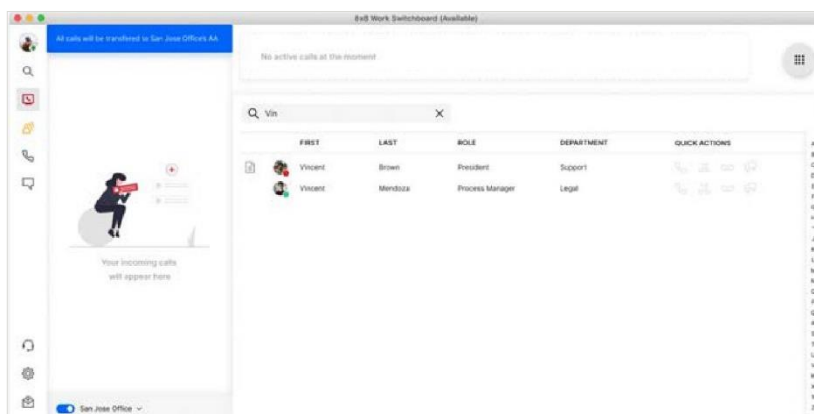 8x8 Work Switchboard (Available)
All calls will be transfered to San Jose Office's AA
No active calls at the moment
Vin
FIRST LAST ROLE DEPARTMENT QUICK ACTIONS
Vincent Brown President Support
Vincent Mendoza Process Manager Legal
Your incoming calls
will appear here
San Jose Office